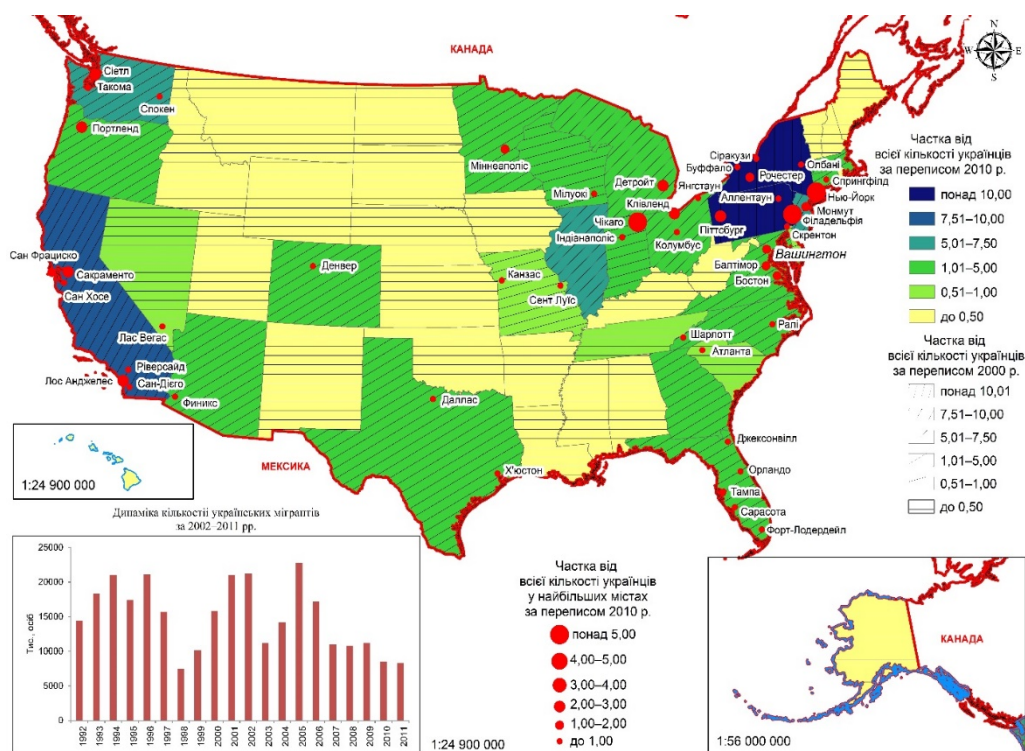 КАНАДА
N
W
E
S
Сіетл
Такома
Спокен
Портленд
Міннеаполіс
Мілуокі
Детройт
Чікаго
Індіанаполіс
Сіракузи
Буффало
Янгстаун
Клівленд
Рочестер
Аллентаун
Піттсбург
Колумбус
Олбані
Спрингфілд
Нью-Йорк
Монмут
Філадельфія
Скрентон
Вашингтон
Балтімор
Бостон
Сан Фрациско
Сакраменто
Сан Хосе
Денвер
Канзас
Сент Луїс
Лас Вегас
Ралі
Шарлотт
Атланта
Ріверсайд
Лос Анджелес
Сан-Дієго
Финикс
Даллас
Х'юстон
Джексонвілл
Орландо
Тампа
Сарасота
Форт-Лодердейл
МЕКСИКА
Частка від
всієї кількості українців
за переписом 2010 р.
понад 10,00
7,51–10,00
5,01–7,50
1,01–5,00
0,51–1,00
до 0,50
Частка від
всієї кількості українців
за переписом 2000 р.
понад 10,01
7,51–10,00
5,01–7,50
1,01–5,00
0,51–1,00
до 0,50
1:24 900 000
Динаміка кількостіі українських мігрантів
за 2002–2011 рр.
Тис., осіб
25000
20000
15000
10000
5000
0
1992
1993
1994
1995
1996
1997
1998
1999
2000
2001
2002
2003
2004
2005
2006
2007
2008
2009
2010
2011
1:24 900 000
Частка від
всієї кількості українців
у найбільших містах
за переписом 2010 р.
понад 5,00
4,00–5,00
3,00–4,00
2,00–3,00
1,00–2,00
до 1,00
КАНАДА
1:56 000 000